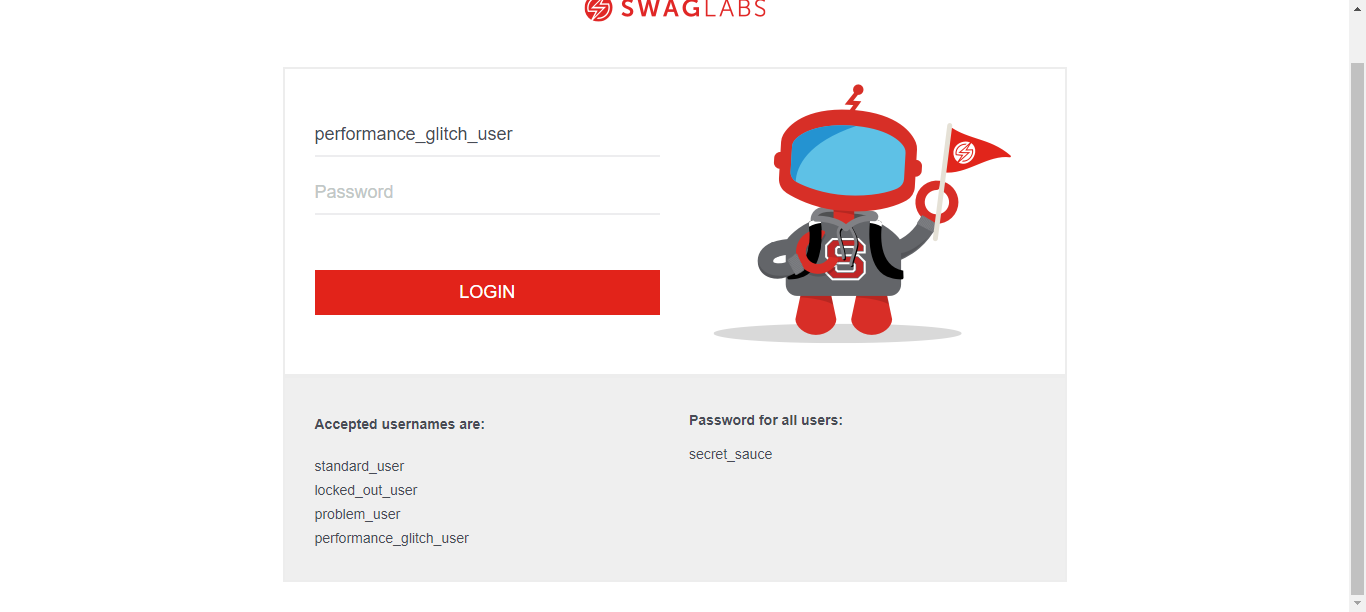 SWAGLABS
performance_glitch_user
Password
LOGIN
Accepted usernames are:
standard_user
locked_out_user
problem_user
performance_glitch_user
Password for all users:
secret_sauce